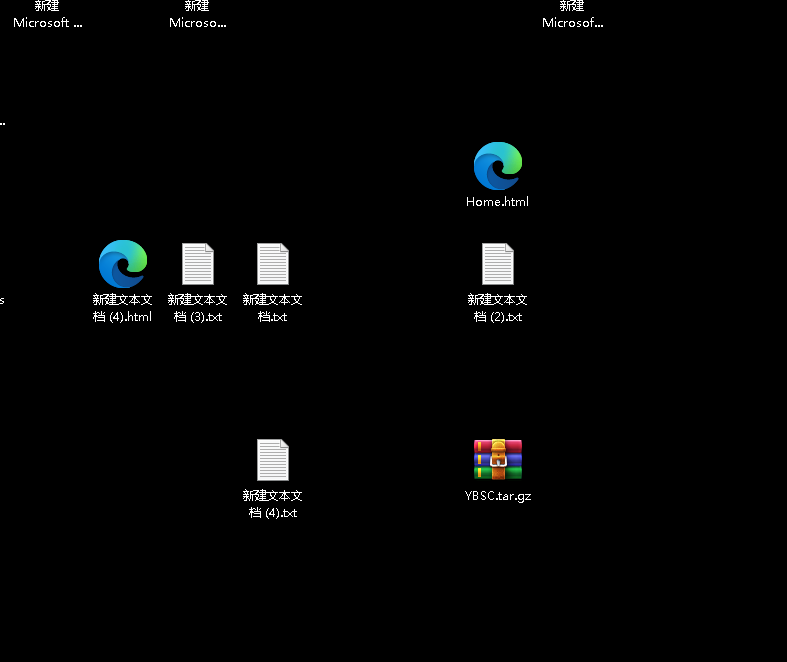 新建
Microsoft ...
新建
Microso...
新建
Microsof...
...
Home.html
s
新建文本文
档 (4).html
新建文本文
档 (3).txt
新建文本文
档.txt
新建文本文
档 (2).txt
新建文本文
档 (4).txt
YBSC.tar.gz